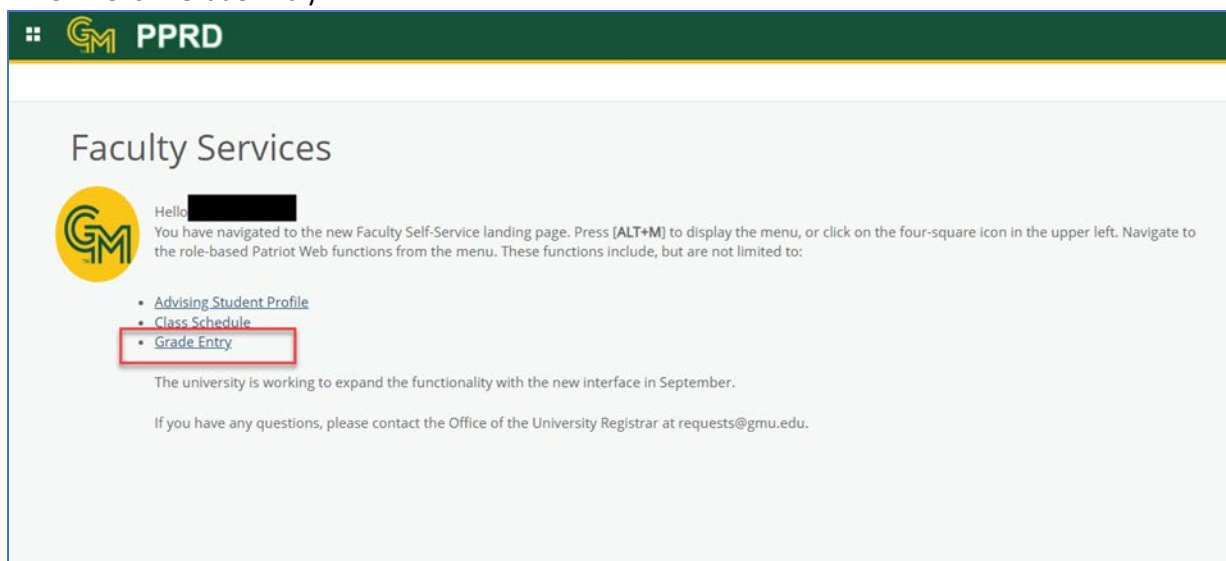 GM PPRD
Faculty Services
GM
Hello
You have navigated to the new Faculty Self-Service landing page. Press [ALT+M] to display the menu, or click on the four-square icon in the upper left. Navigate to
the role-based Patriot Web functions from the menu. These functions include, but are not limited to:
• Advising Student Profile
• Class Schedule
• Grade Entry
The university is working to expand the functionality with the new interface in September.
If you have any questions, please contact the Office of the University Registrar at requests@gmu.edu.